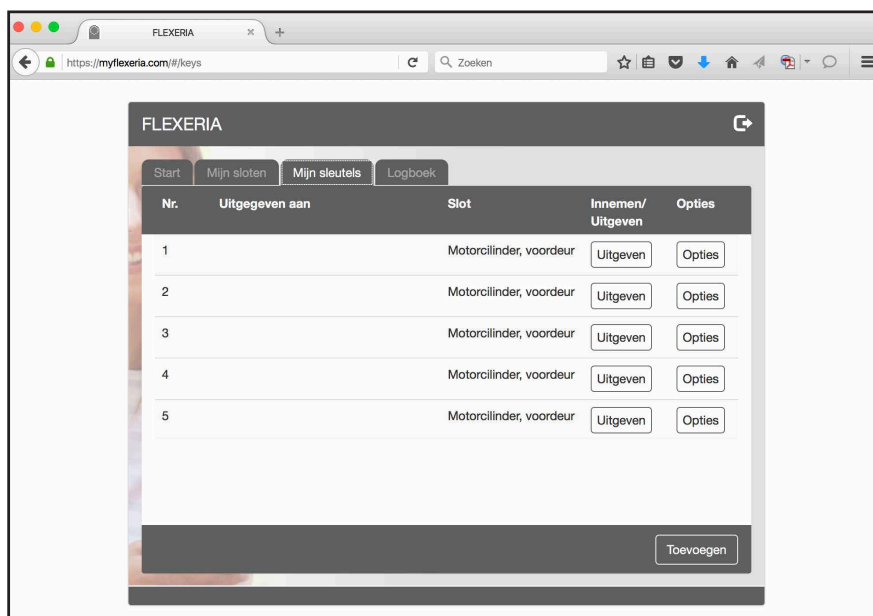 FLEXERIA
https://myflexeria.com/#/keys
Zoeken
FLEXERIA
Start Mijn sloten Mijn sleutels Logboek
Nr. Uitgegeven aan Slot Innemen/ Opties
Uitgeven
1 Motorcilinder, voordeur Uitgeven Opties
2 Motorcilinder, voordeur Uitgeven Opties
3 Motorcilinder, voordeur Uitgeven Opties
4 Motorcilinder, voordeur Uitgeven Opties
5 Motorcilinder, voordeur Uitgeven Opties
Toevoegen